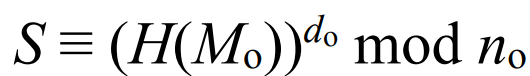 S ≡ (H(Mₒ))^dₒ mod nₒ